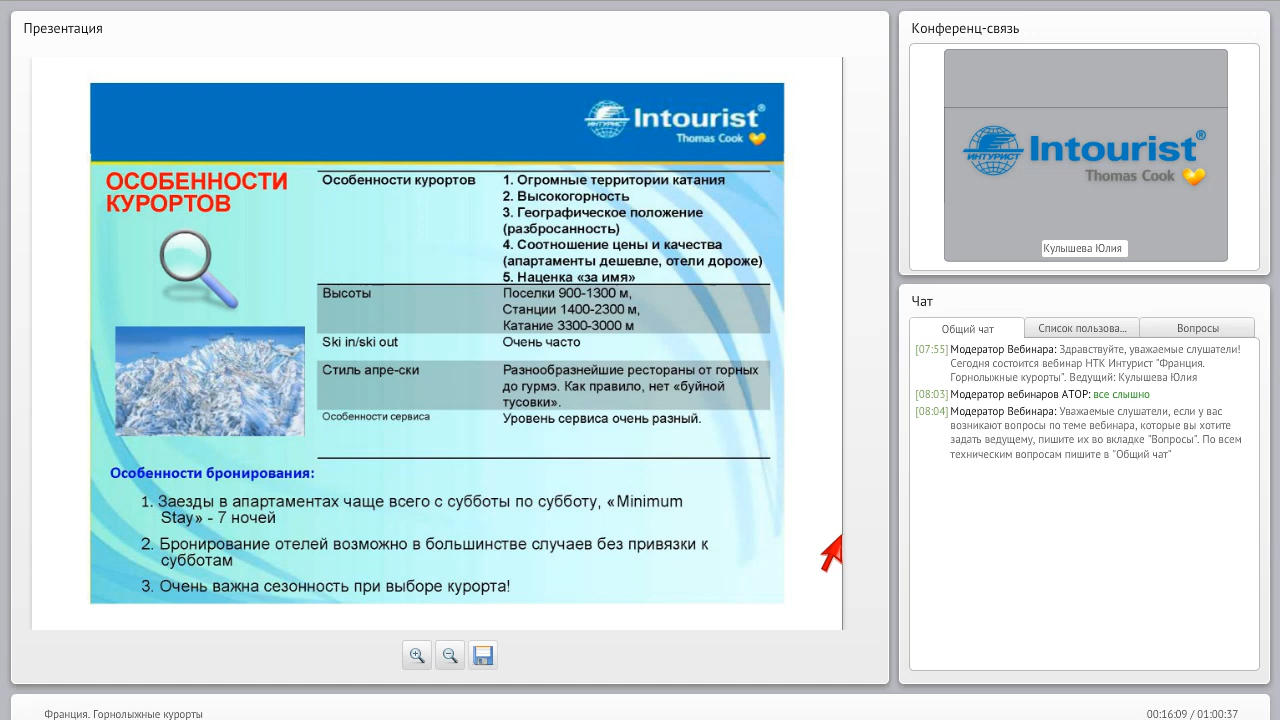 Презентация
Intourist®
ИНТУРИСТ
Thomas Cook
ОСОБЕННОСТИ
КУРОРТОВ
Особенности курортов
1. Огромные территории катания
2. Высокогорность
3. Географическое положение
(разбросанность)
4. Соотношение цены и качества
(апартаменты дешевле, отели дороже)
5. Наценка «за имя»
Высоты
Поселки 900-1300 м,
Станции 1400-2300 м,
Катание 3300-3000 м
Ski in/ski out
Очень часто
Стиль апре-ски
Разнообразнейшие рестораны от горных
до гурмэ. Как правило, нет «буйной
тусовки».
Особенности сервиса
Уровень сервиса очень разный.
Особенности бронирования:
1. Заезды в апартаментах чаще всего с субботы по субботу, «Minimum
Stay» - 7 ночей
2. Бронирование отелей возможно в большинстве случаев без привязки к
субботам
3. Очень важна сезонность при выборе курорта!
Конференц-связь
Intourist®
ИНТУРИСТ
Thomas Cook
Кулышева Юлия
Чат
Общий чат
Список пользова...
Вопросы
[07:55] Модератор Вебинара: Здравствуйте, уважаемые слушатели!
Сегодня состоится вебинар НТК Интурист "Франция.
Горнолыжные курорты". Ведущий: Кулышева Юлия
[08:03] Модератор вебинаров АТОР: все слышно
[08:04] Модератор Вебинара: Уважаемые слушатели, если у вас
возникают вопросы по теме вебинара, которые вы хотите
задать ведущему, пишите их во вкладке "Вопросы". По всем
техническим вопросам пишите в "Общий чат"
Франция. Горнолыжные курорты
00:16:09 / 01:00:37